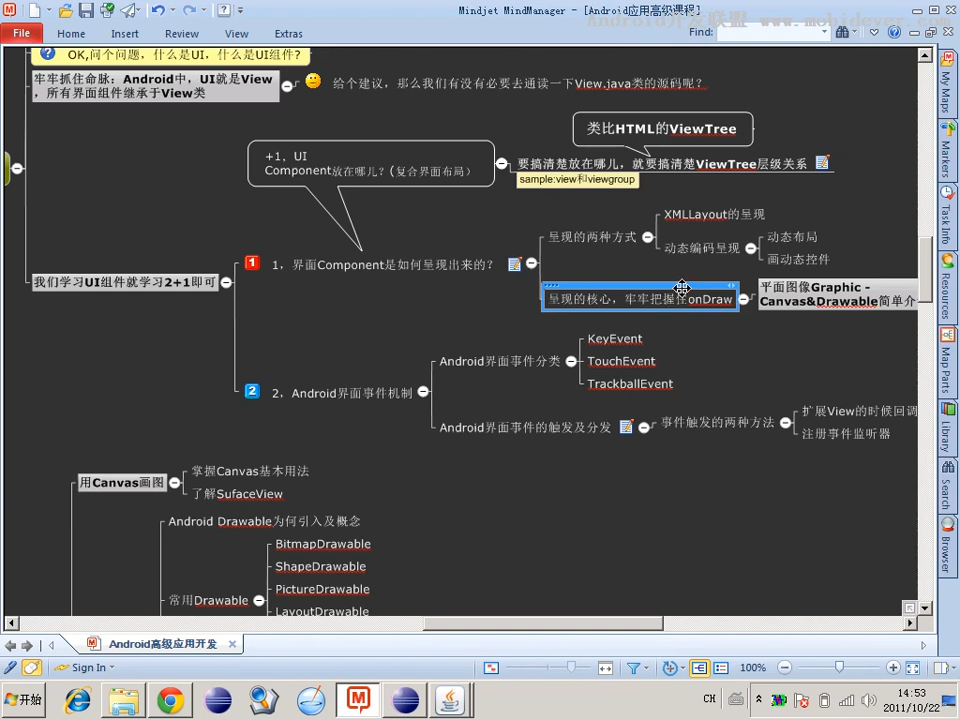 Mindjet MindManager - [Android应用高级课程]
Android开发联盟 www.mobidever.com
File
Home
Insert
Review
View
Extras
Find:
OK,问个问题，什么是UI，什么是UI组件？
牢牢抓住命脉：Android中，UI就是View
，所有界面组件继承于View类
给个建议，那么我们有没有必要去通读一下View.java类的源码呢？
类比HTML的ViewTree
+1、UI
Component放在哪儿？（复合界面布局）
要搞清楚放在哪儿，就要搞清楚ViewTree层级关系
sample:view和viewgroup
XMLLayout的呈现
呈现的两种方式
动态编码呈现
动态布局
画动态控件
1
1，界面Component是如何呈现出来的？
我们学习UI组件就学习2+1即可
呈现的核心，牢牢把握住onDraw
平面图像Graphic -
Canvas&Drawable简单介
KeyEvent
Android界面事件分类
TouchEvent
TrackballEvent
2
2，Android界面事件机制
Android界面事件的触发及分发
事件触发的两种方法
扩展View的时候回调
注册事件监听器
用Canvas画图
掌握Canvas基本用法
了解SufaceView
Android Drawable为何引入及概念
BitmapDrawable
ShapeDrawable
PictureDrawable
常用Drawable
LayoutDrawable
My Maps
Markers
Task Info
Resources
Map Parts
Library
Search
Browser
Android高级应用开发
Sign In
100%
开始
CH
14:53
2011/10/22